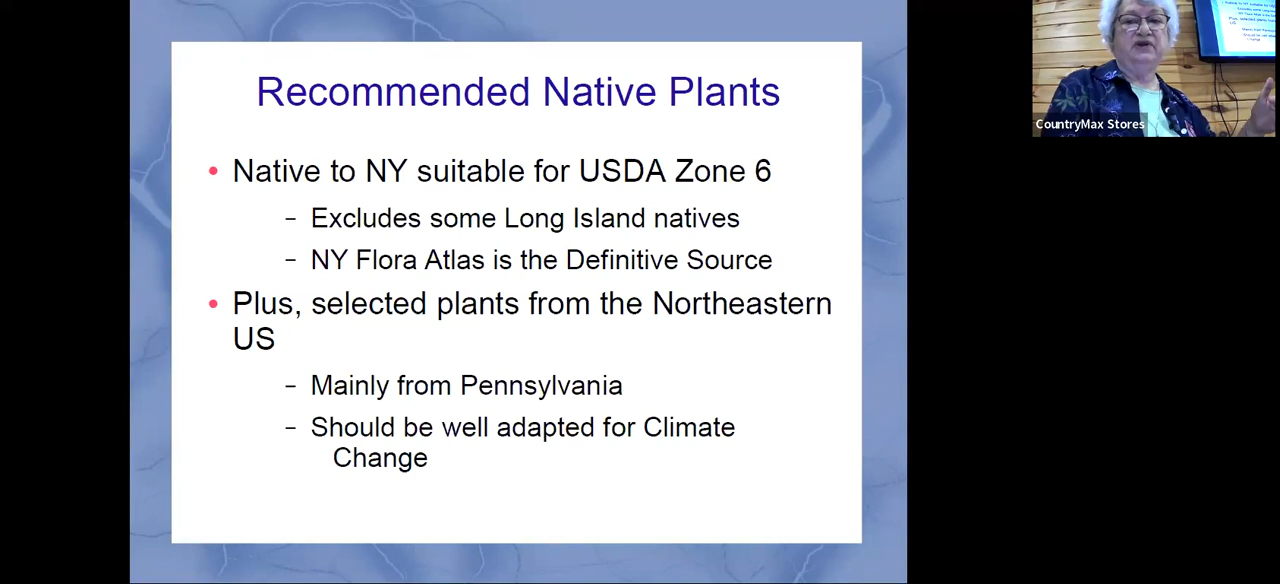 Recommended Native Plants
• Native to NY suitable for USDA Zone 6
– Excludes some Long Island natives
– NY Flora Atlas is the Definitive Source
• Plus, selected plants from the Northeastern
US
– Mainly from Pennsylvania
– Should be well adapted for Climate
Change
CountryMax Stores